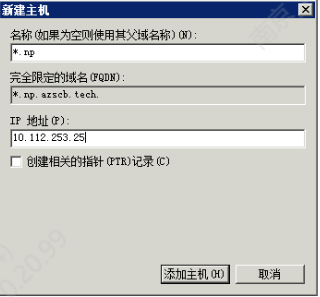 新建主机
名称(如果为空则使用其父域名称)(N):
*.np
完全限定的域名(FQDN):
*.np.azscb.tech.
IP 地址(P):
10.112.253.25
创建相关的指针(PTR)记录(C)
添加主机(H)
取消